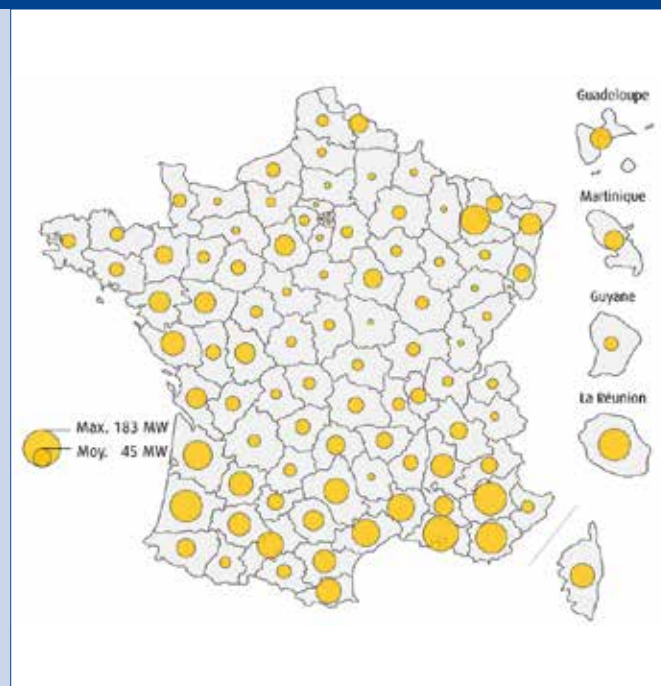 Guadeloupe
Martinique
Guyane
La Réunion
Max. 183 MW
Moy. 45 MW